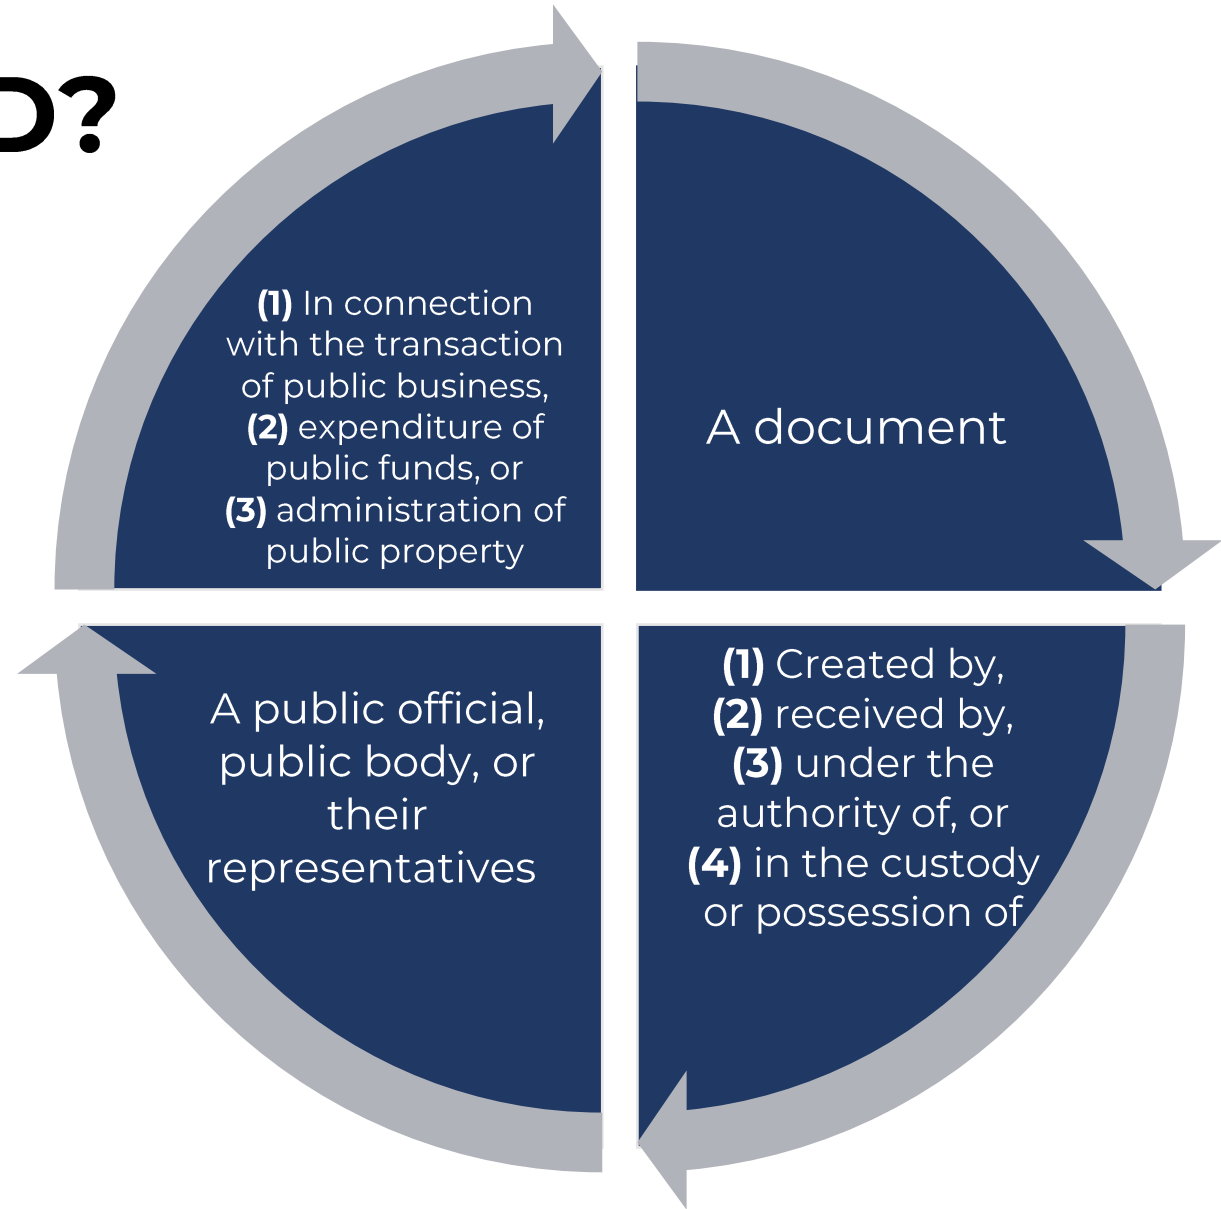 D?
(1) In connection
with the transaction
of public business,
(2) expenditure of
public funds, or
(3) administration of
public property
A document
(1) Created by,
(2) received by,
(3) under the
authority of, or
(4) in the custody
or possession of
A public official,
public body, or
their
representatives